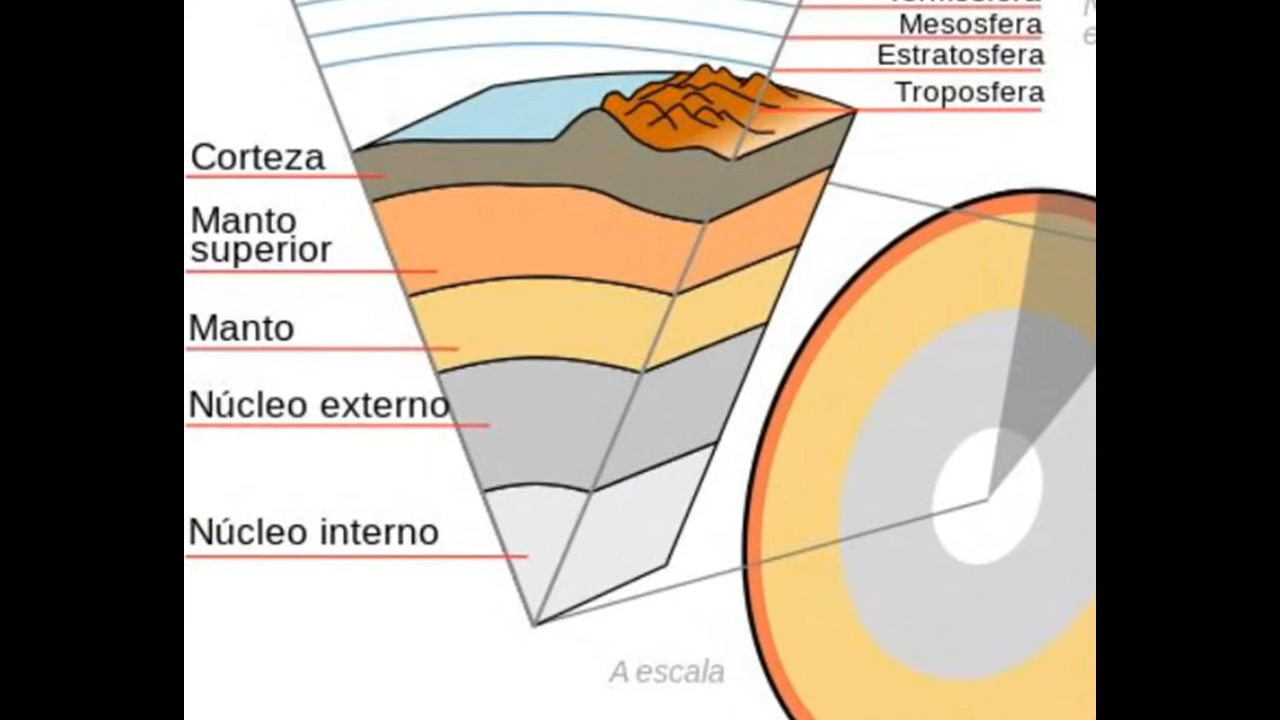 Mesosfera
Estratosfera
Troposfera
Corteza
Manto
superior
Manto
Núcleo externo
Núcleo interno
A escala